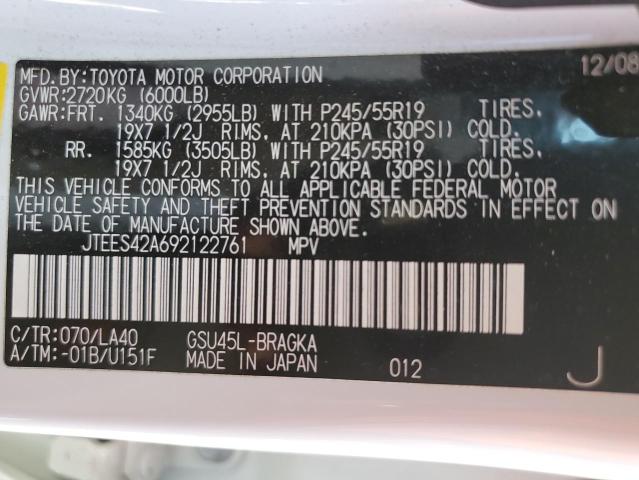 12/08
MFD. BY: TOYOTA MOTOR CORPORATION
GVWR: 2720KG (6000LB)
GAWR: FRT. 1340KG (2955LB) WITH P245/55R19 TIRES.
19X7 1/2J RIMS. AT 210KPA (30PSI) COLD.
RR. 1585KG (3505LB) WITH P245/55R19 TIRES.
19X7 1/2J RIMS. AT 210KPA (30PSI) COLD.
THIS VEHICLE CONFORMS TO ALL APPLICABLE FEDERAL MOTOR
VEHICLE SAFETY AND THEFT PREVENTION STANDARDS IN EFFECT ON
THE DATE OF MANUFACTURE SHOWN ABOVE.
JTEES42A692122761 MPV
C/TR: 070/LA40 GSU45L-BRAGKA
A/TM: -01B/U151F MADE IN JAPAN 012 J